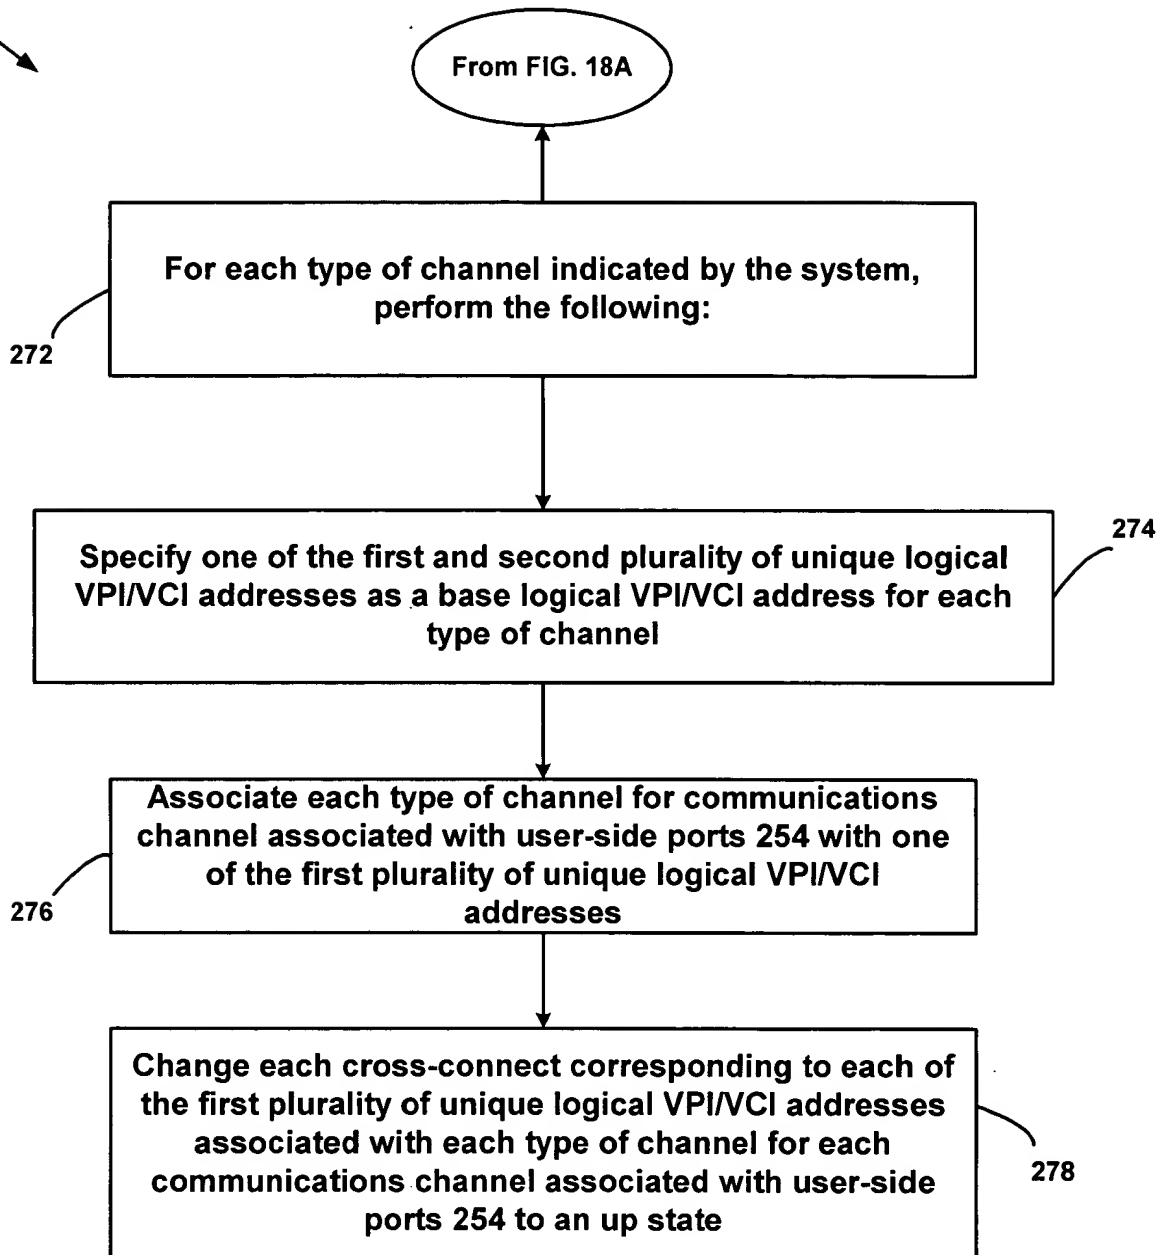 From FIG. 18A
For each type of channel indicated by the system,
perform the following:
272
274
Specify one of the first and second plurality of unique logical
VPI/VCI addresses as a base logical VPI/VCI address for each
type of channel
Associate each type of channel for communications
channel associated with user-side ports 254 with one
of the first plurality of unique logical VPI/VCI
addresses
276
Change each cross-connect corresponding to each of
the first plurality of unique logical VPI/VCI addresses
associated with each type of channel for each
communications channel associated with user-side
ports 254 to an up state
278